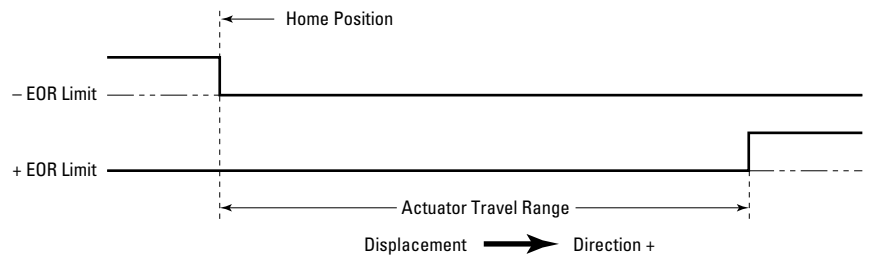 Home Position
– EOR Limit
+ EOR Limit
Actuator Travel Range
Displacement Direction +